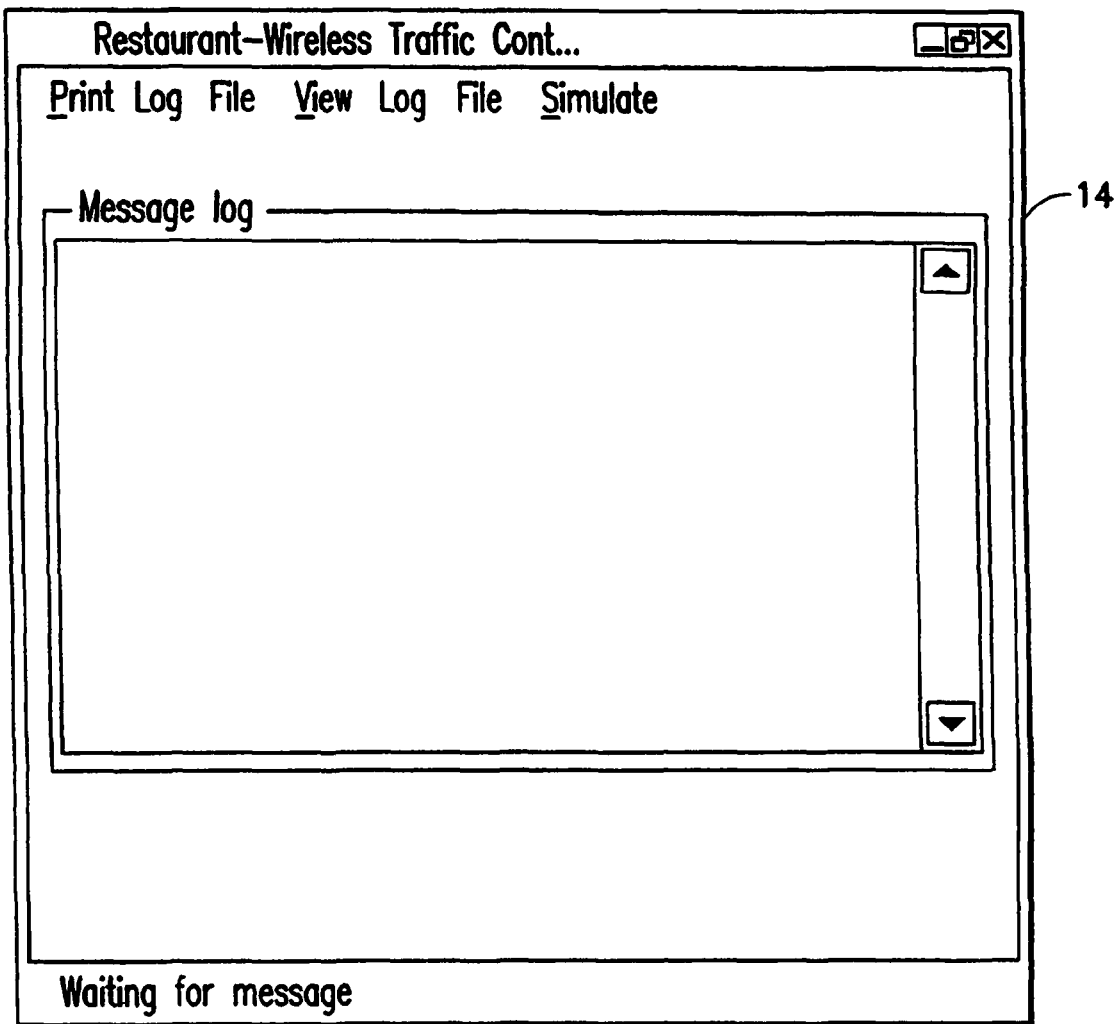 Restaurant–Wireless Traffic Cont...
Print Log File View Log File Simulate
Message log
14
Waiting for message